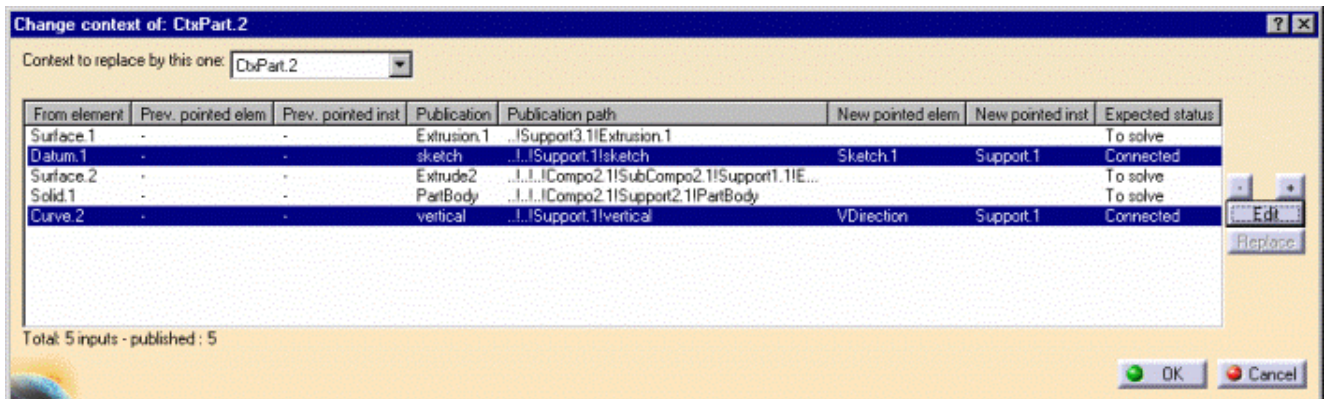 Change context of: CtxPart.2
Context to replace by this one: CtxPart.2
From element Prev. pointed elem Prev. pointed inst Publication Publication path New pointed elem New pointed inst Expected status
Surface.1 - - Extrusion.1 ..!Support3.1!Extrusion.1 To solve
Datum.1 - - sketch ..!..!Support.1!sketch Sketch.1 Support.1 Connected
Surface.2 - - Extrude2 ..!..!..!Compo2.1!SubCompo2.1!Support1.1!E... To solve
Solid.1 - - PartBody ..!..!..!Compo2.1!Support2.1!PartBody To solve
Curve.2 - - vertical ..!..!Support.1!vertical VDirection Support.1 Connected
- +
Edit
Replace
Total: 5 inputs - published : 5
OK Cancel